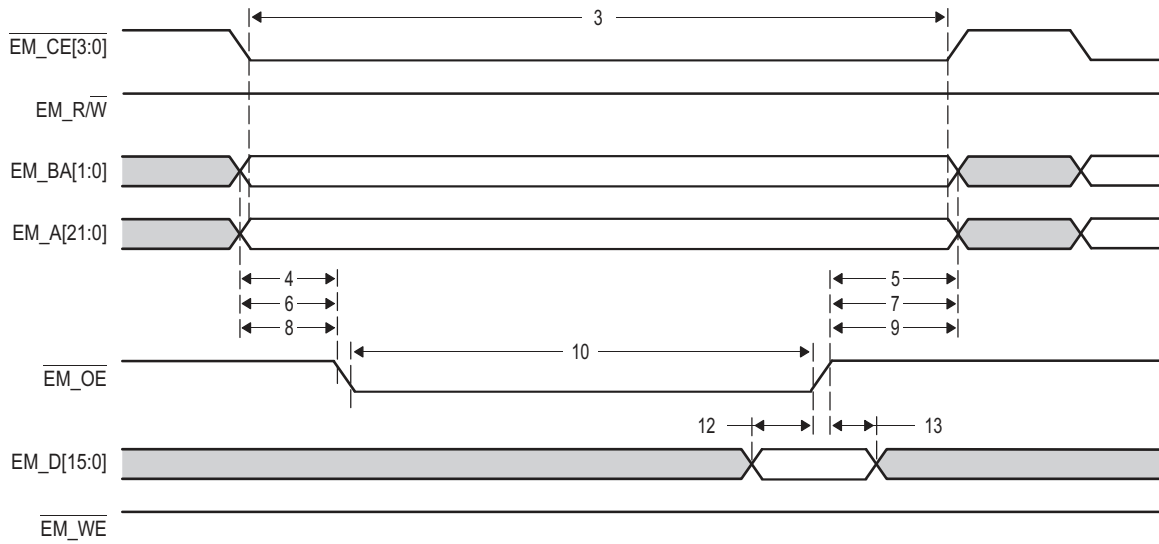 3
EM_CE[3:0]
EM_R/W
EM_BA[1:0]
EM_A[21:0]
4 5
6 7
8 9
10
EM_OE
12 13
EM_D[15:0]
EM_WE